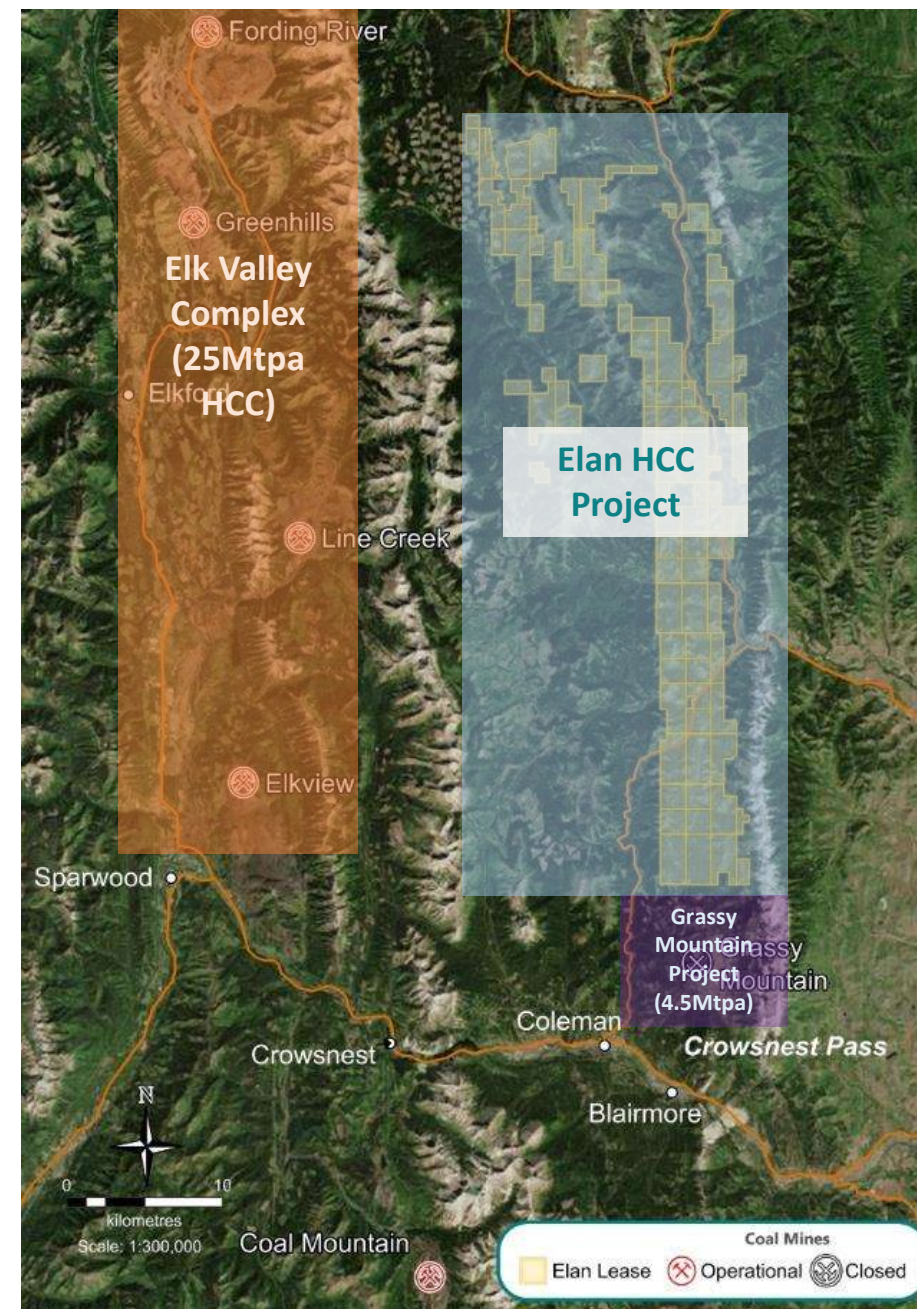 Fording River
Greenhills
Elk Valley
Complex
(25Mtpa
HCC)
Elkford
Elan HCC
Project
Line Creek
Elkview
Sparwood
Grassy
Mountain
Project
(4.5Mtpa)
Grassy
Mountain
Coleman
Crowsnest
Crowsnest Pass
Blairmore
N
0 10
kilometres
Scale: 1:300,000
Coal Mountain
Coal Mines
Elan Lease Operational Closed